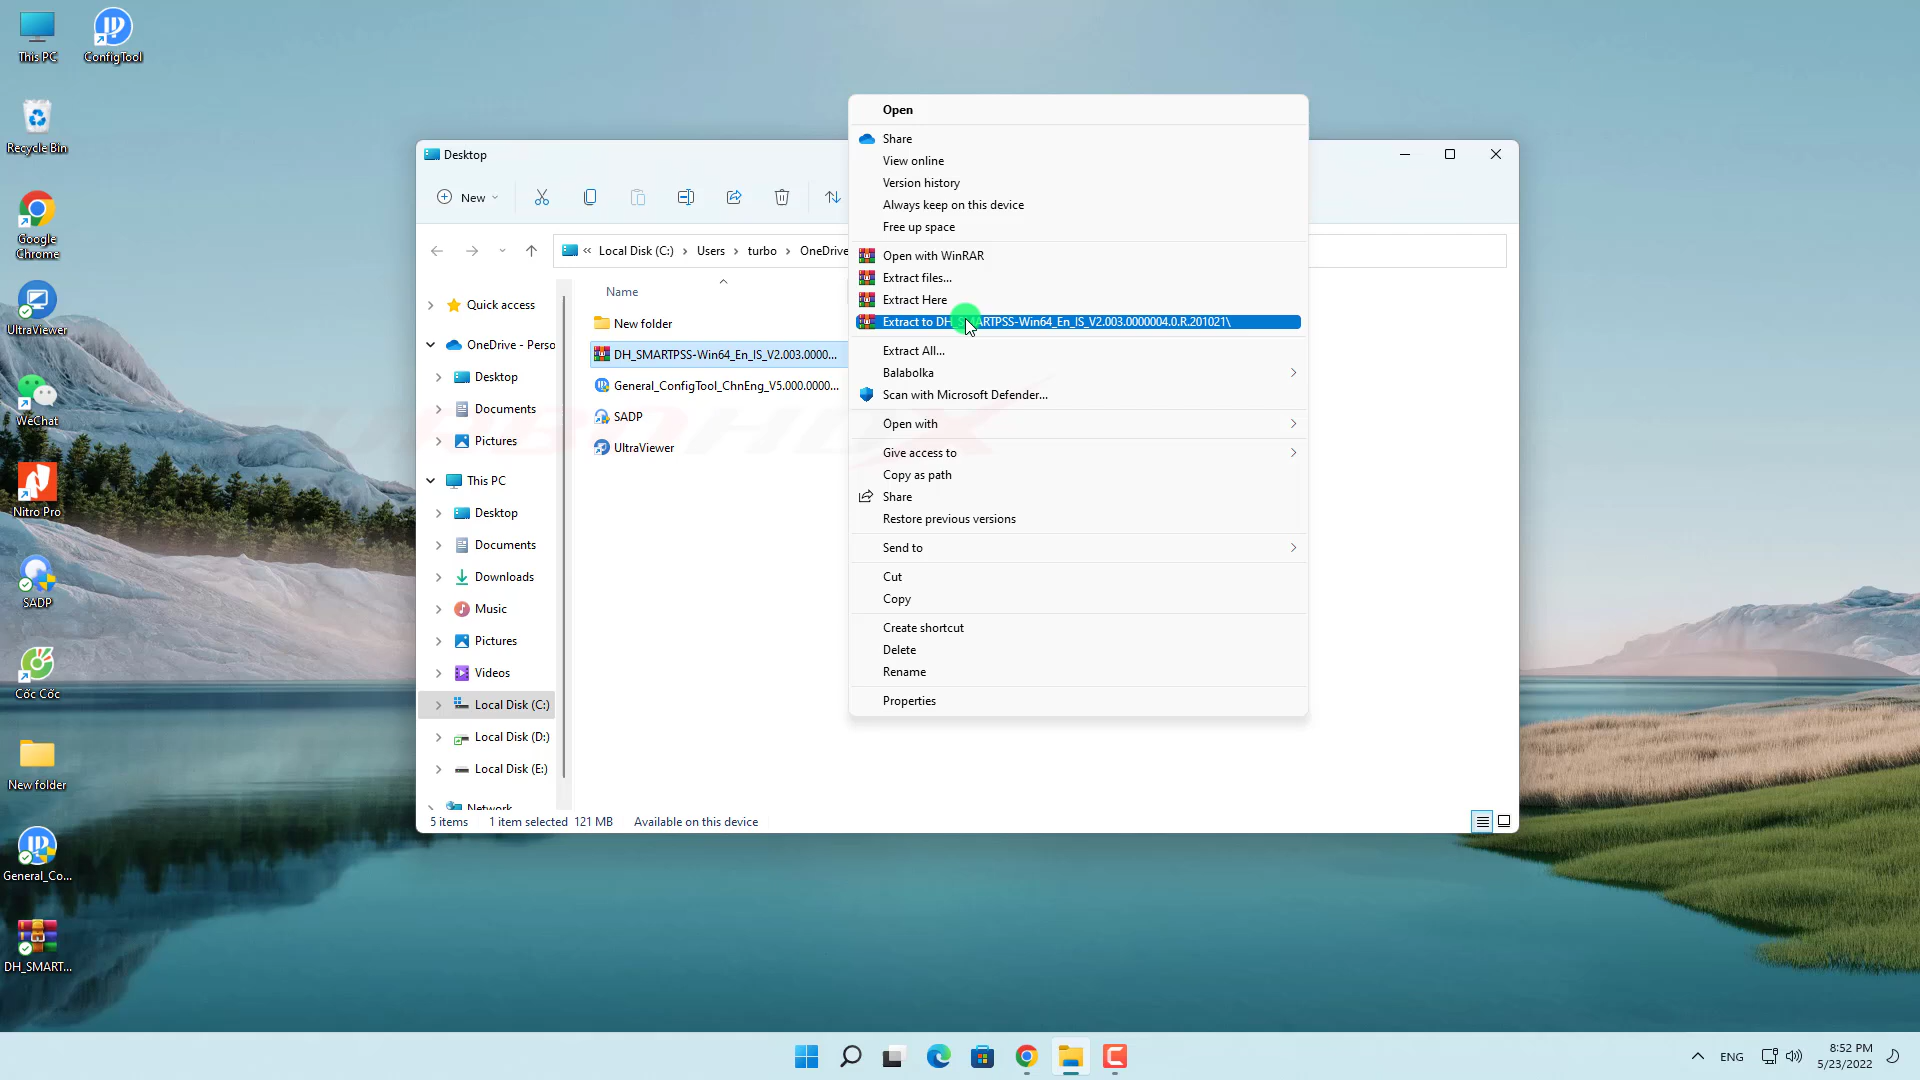 This PC
ConfigTool
Recycle Bin
Google
Chrome
UltraViewer
WeChat
Nitro Pro
SADP
Cốc Cốc
New folder
General_Co...
DH_SMART...
Desktop
New
« Local Disk (C:) > Users > turbo > OneDrive
Quick access
OneDrive - Perso
Desktop
Documents
Pictures
This PC
Desktop
Documents
Downloads
Music
Pictures
Videos
Local Disk (C:)
Local Disk (D:)
Local Disk (E:)
Network
Name
New folder
DH_SMARTPSS-Win64_En_IS_V2.003.0000...
General_ConfigTool_ChnEng_V5.000.0000...
SADP
UltraViewer
5 items 1 item selected 121 MB Available on this device
Open
Share
View online
Version history
Always keep on this device
Free up space
Open with WinRAR
Extract files...
Extract Here
Extract to DH_SMARTPSS-Win64_En_IS_V2.003.0000004.0.R.201021\
Extract All...
Balabolka
Scan with Microsoft Defender...
Open with
Give access to
Copy as path
Share
Restore previous versions
Send to
Cut
Copy
Create shortcut
Delete
Rename
Properties
ENG
8:52 PM
5/23/2022